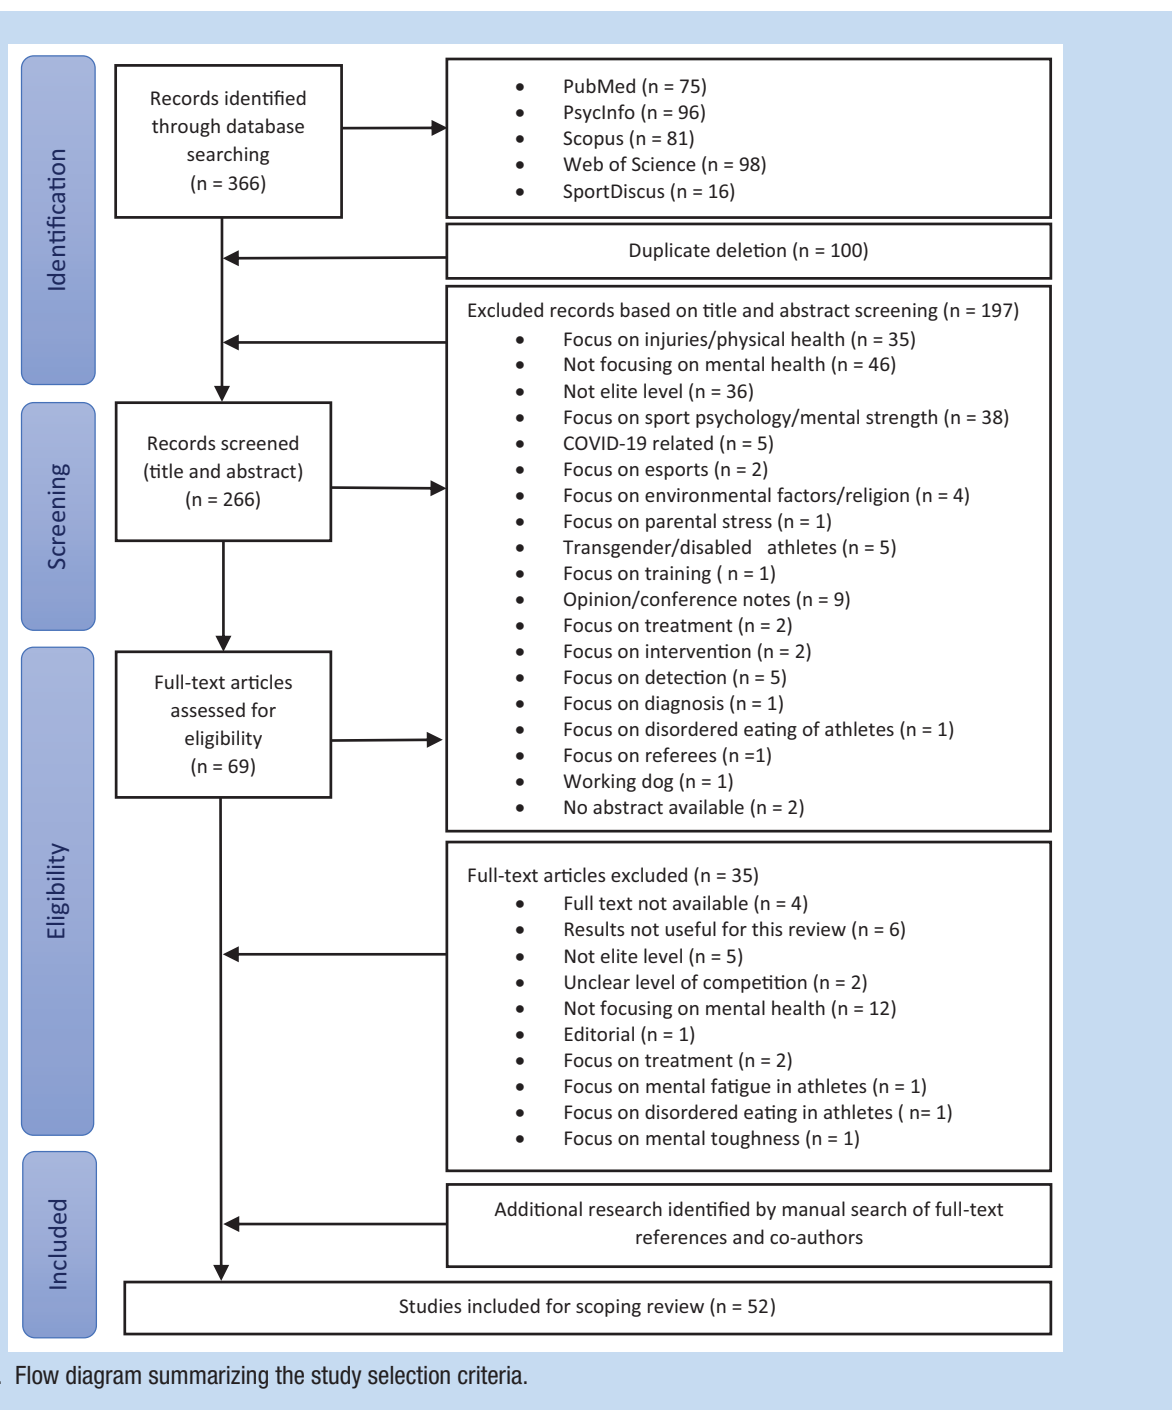 Identification
Records identified
through database
searching
(n = 366)
• PubMed (n = 75)
• PsycInfo (n = 96)
• Scopus (n = 81)
• Web of Science (n = 98)
• SportDiscus (n = 16)
Duplicate deletion (n = 100)
Excluded records based on title and abstract screening (n = 197)
• Focus on injuries/physical health (n = 35)
• Not focusing on mental health (n = 46)
• Not elite level (n = 36)
• Focus on sport psychology/mental strength (n = 38)
• COVID-19 related (n = 5)
• Focus on esports (n = 2)
• Focus on environmental factors/religion (n = 4)
• Focus on parental stress (n = 1)
• Transgender/disabled athletes (n = 5)
• Focus on training ( n = 1)
• Opinion/conference notes (n = 9)
• Focus on treatment (n = 2)
• Focus on intervention (n = 2)
• Focus on detection (n = 5)
• Focus on diagnosis (n = 1)
• Focus on disordered eating of athletes (n = 1)
• Focus on referees (n =1)
• Working dog (n = 1)
• No abstract available (n = 2)
Screening
Records screened
(title and abstract)
(n = 266)
Eligibility
Full-text articles
assessed for
eligibility
(n = 69)
Full-text articles excluded (n = 35)
• Full text not available (n = 4)
• Results not useful for this review (n = 6)
• Not elite level (n = 5)
• Unclear level of competition (n = 2)
• Not focusing on mental health (n = 12)
• Editorial (n = 1)
• Focus on treatment (n = 2)
• Focus on mental fatigue in athletes (n = 1)
• Focus on disordered eating in athletes ( n= 1)
• Focus on mental toughness (n = 1)
Included
Additional research identified by manual search of full-text
references and co-authors
Studies included for scoping review (n = 52)
. Flow diagram summarizing the study selection criteria.